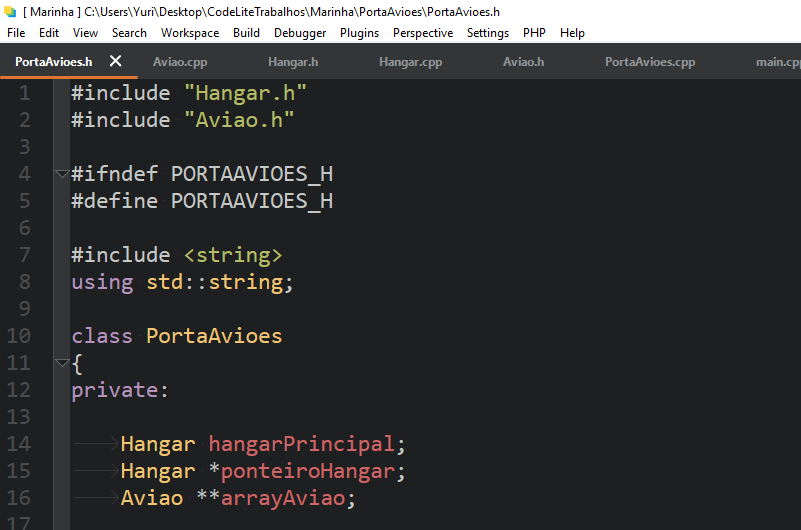 [ Marinha ] C:\Users\Yuri\Desktop\CodeLiteTrabalhos\Marinha\PortaAvioes\PortaAvioes.h
File Edit View Search Workspace Build Debugger Plugins Perspective Settings PHP Help
PortaAvioes.h Aviao.cpp Hangar.h Hangar.cpp Aviao.h PortaAvioes.cpp main.cpp
1 #include "Hangar.h"
2 #include "Aviao.h"
3
4 #ifndef PORTAAVIOES_H
5 #define PORTAAVIOES_H
6
7 #include <string>
8 using std::string;
9
10 class PortaAvioes
11 {
12 private:
13
14 Hangar hangarPrincipal;
15 Hangar *ponteiroHangar;
16 Aviao **arrayAviao;
17